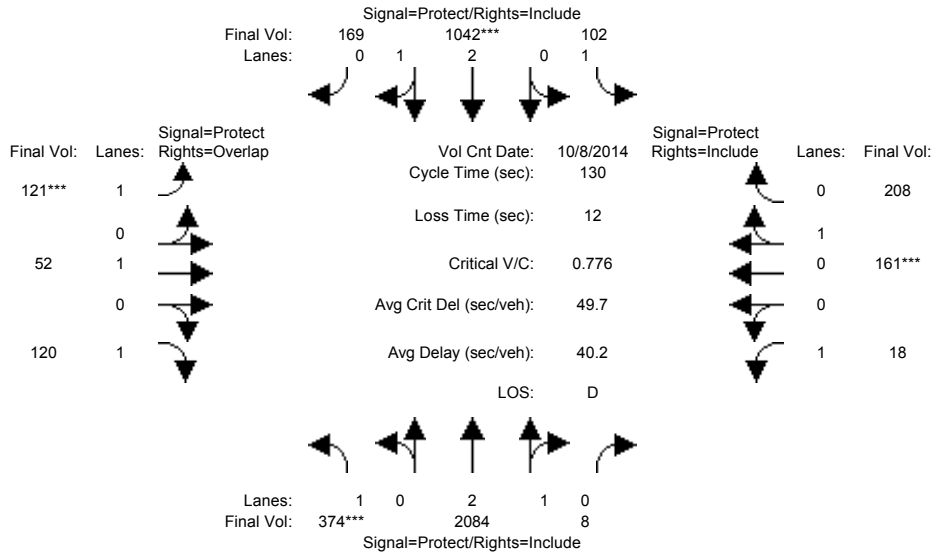 Signal=Protect/Rights=Include
Final Vol: 169 1042*** 102
Lanes: 0 1 2 0 1
Signal=Protect Signal=Protect
Final Vol: Lanes: Rights=Overlap Vol Cnt Date: 10/8/2014 Rights=Include Lanes: Final Vol:
Cycle Time (sec): 130
121*** 1 0 208
Loss Time (sec): 12
0 1
52 1 Critical V/C: 0.776 0 161***
0 Avg Crit Del (sec/veh): 49.7 0
120 1 Avg Delay (sec/veh): 40.2 1 18
LOS: D
Lanes: 1 0 2 1 0
Final Vol: 374*** 2084 8
Signal=Protect/Rights=Include